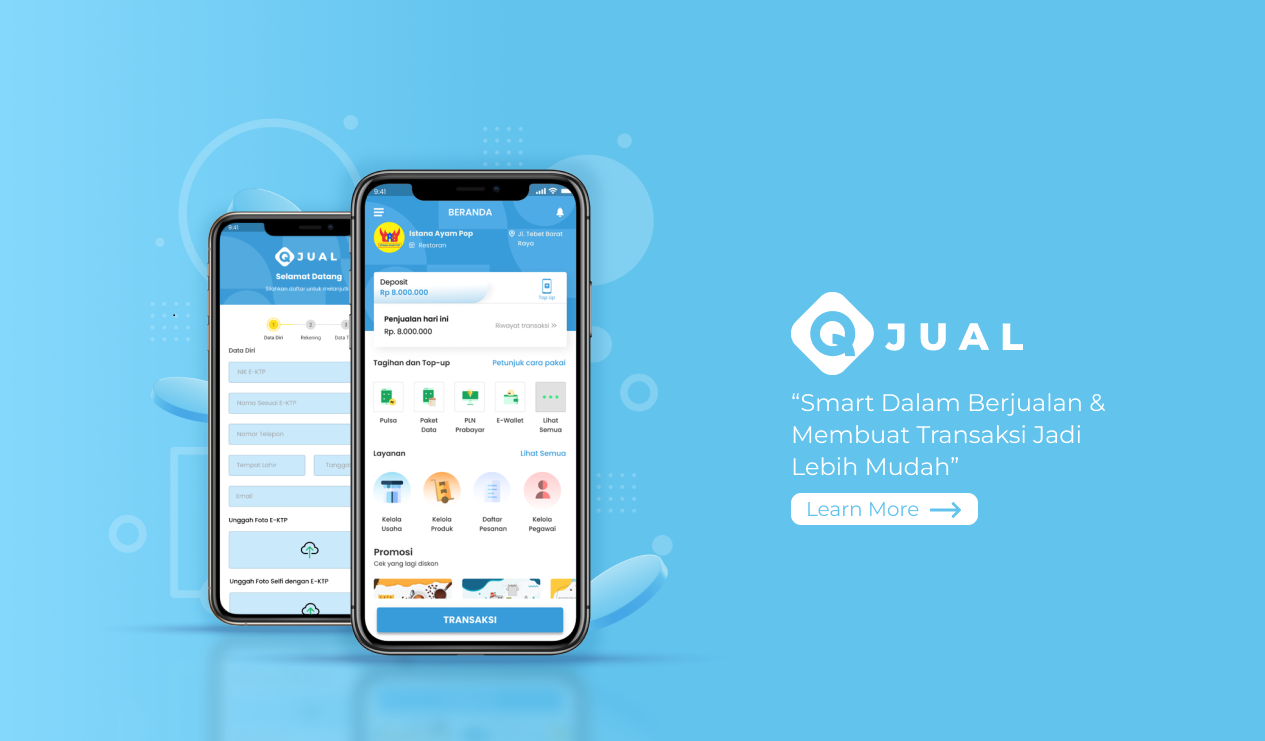 9:41
JUAL
Selamat Datang
Silahkan daftar untuk melanjutk
1 2 3
Data Diri Rekening Data T
Data Diri
NIK E-KTP
Nama Sesuai E-KTP
Nomor Telepon
Tempat Lahir Tangga
Email
Unggah Foto E-KTP
Unggah Foto Selfi dengan E-KTP
9:41
BERANDA
Istana Ayam Pop
Restoran
Jl. Tebet Barat
Raya
Deposit
Rp 8.000.000
Top Up
Penjualan hari ini
Rp. 8.000.000
Riwayat transaksi
Tagihan dan Top-up Petunjuk cara pakai
Pulsa Paket Data PLN Prabayar E-Wallet Lihat Semua
Layanan Lihat Semua
Kelola Usaha Kelola Produk Daftar Pesanan Kelola Pegawai
Promosi
Cek yang lagi diskon
TRANSAKSI
Q JUAL
“Smart Dalam Berjualan &
Membuat Transaksi Jadi
Lebih Mudah”
Learn More